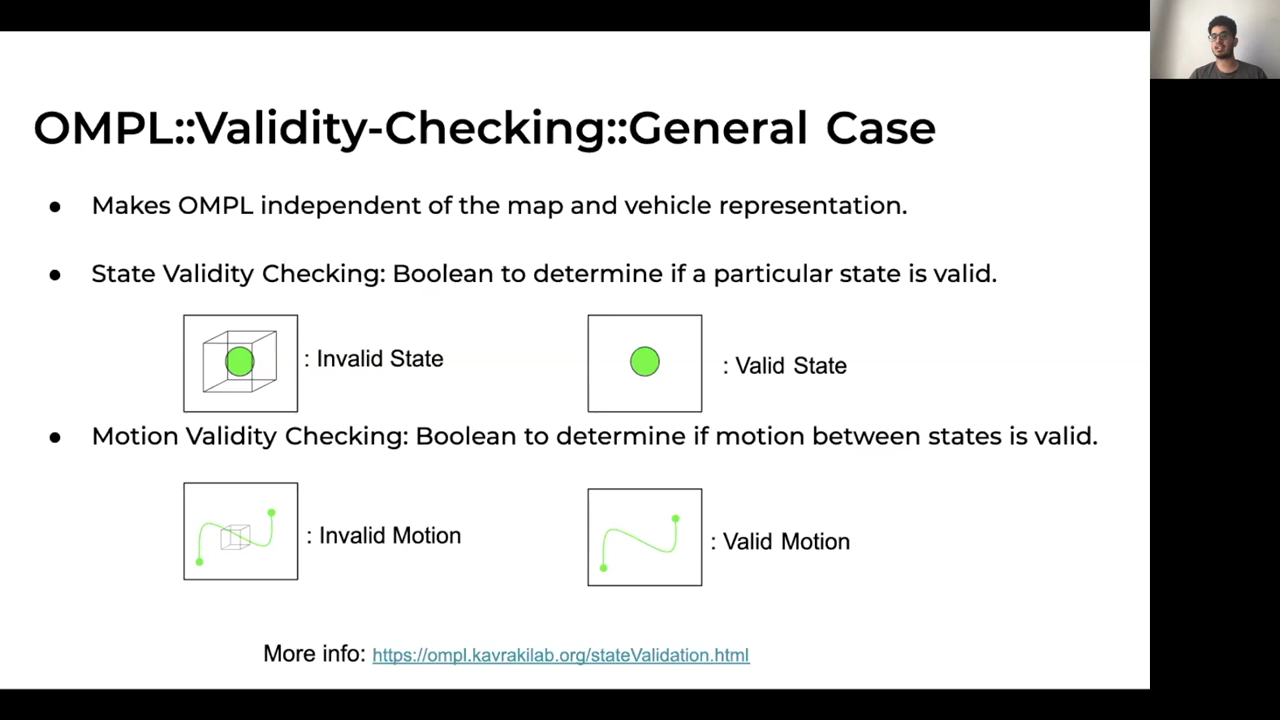 OMPL::Validity-Checking::General Case
● Makes OMPL independent of the map and vehicle representation.
● State Validity Checking: Boolean to determine if a particular state is valid.
: Invalid State
: Valid State
● Motion Validity Checking: Boolean to determine if motion between states is valid.
: Invalid Motion
: Valid Motion
More info: https://ompl.kavrakilab.org/stateValidation.html